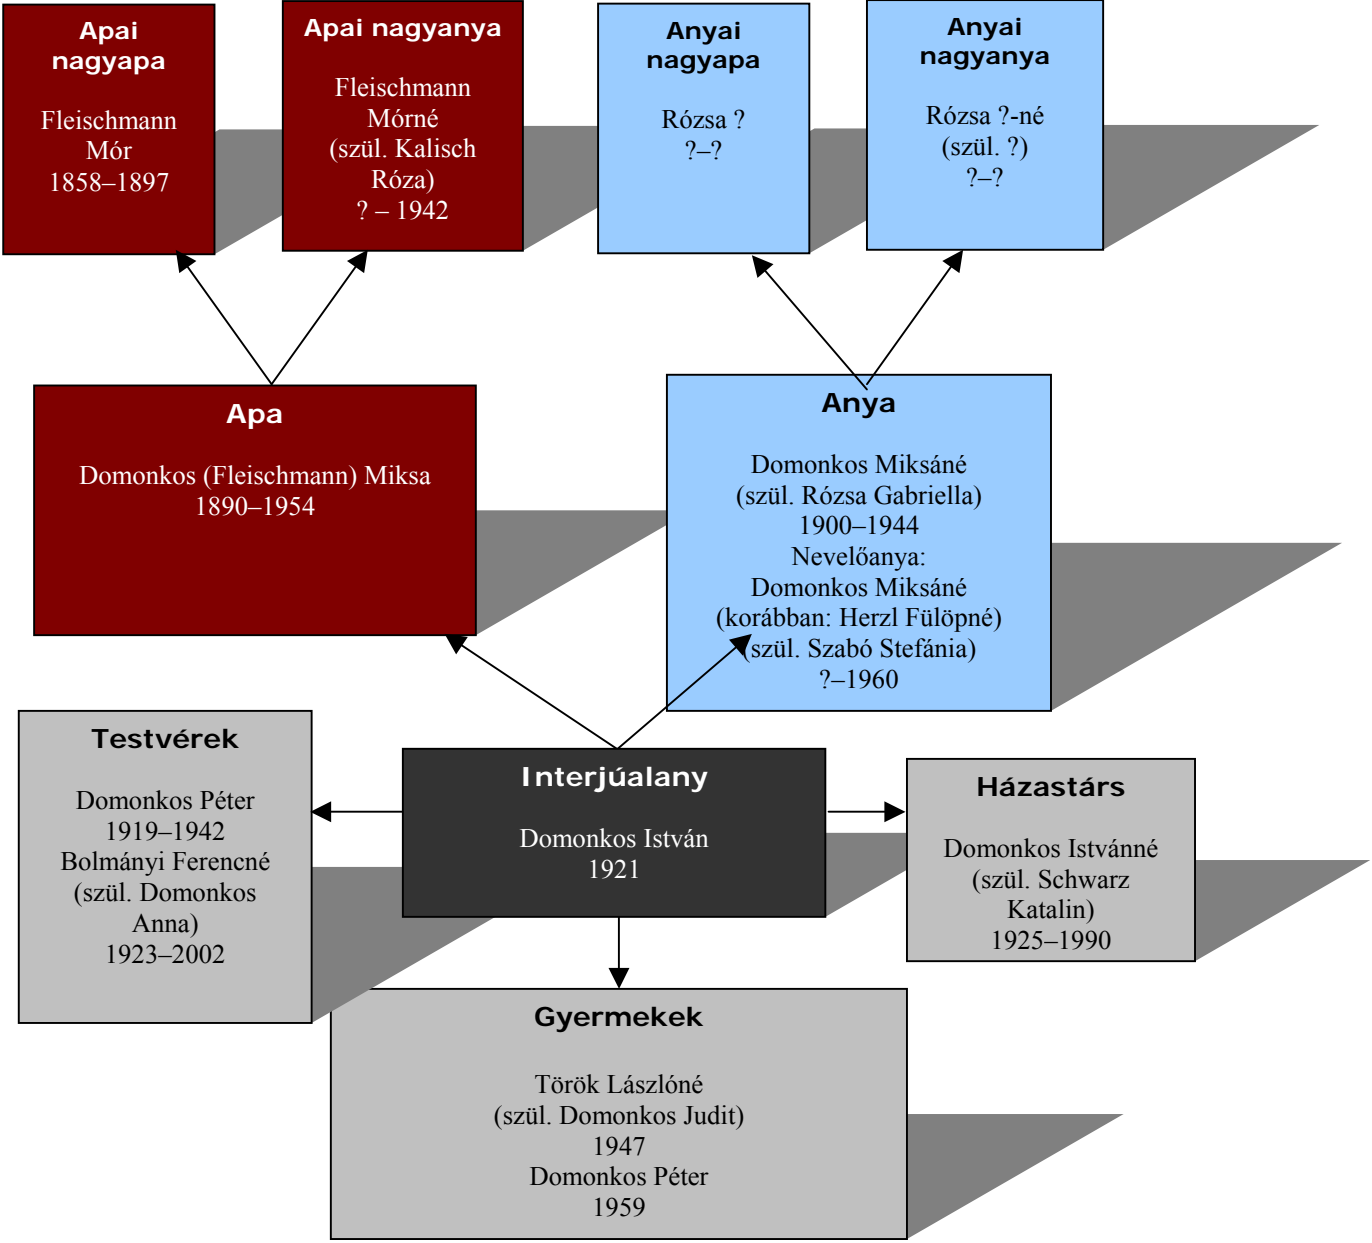 Apai
nagyapa
Fleischmann
Mór
1858–1897
Apai nagyanya
Fleischmann
Mórné
(szül. Kalisch
Róza)
? – 1942
Anyai
nagyapa
Rózsa ?
?–?
Anyai
nagyanya
Rózsa ?-né
(szül. ?)
?–?
Apa
Domonkos (Fleischmann) Miksa
1890–1954
Anya
Domonkos Miksáné
(szül. Rózsa Gabriella)
1900–1944
Nevelőanya:
Domonkos Miksáné
(korábban: Herzl Fülöpné)
(szül. Szabó Stefánia)
?–1960
Testvérek
Domonkos Péter
1919–1942
Bolmányi Ferencné
(szül. Domonkos
Anna)
1923–2002
Interjúalany
Domonkos István
1921
Házastárs
Domonkos Istvánné
(szül. Schwarz
Katalin)
1925–1990
Gyermekek
Török Lászlóné
(szül. Domonkos Judit)
1947
Domonkos Péter
1959